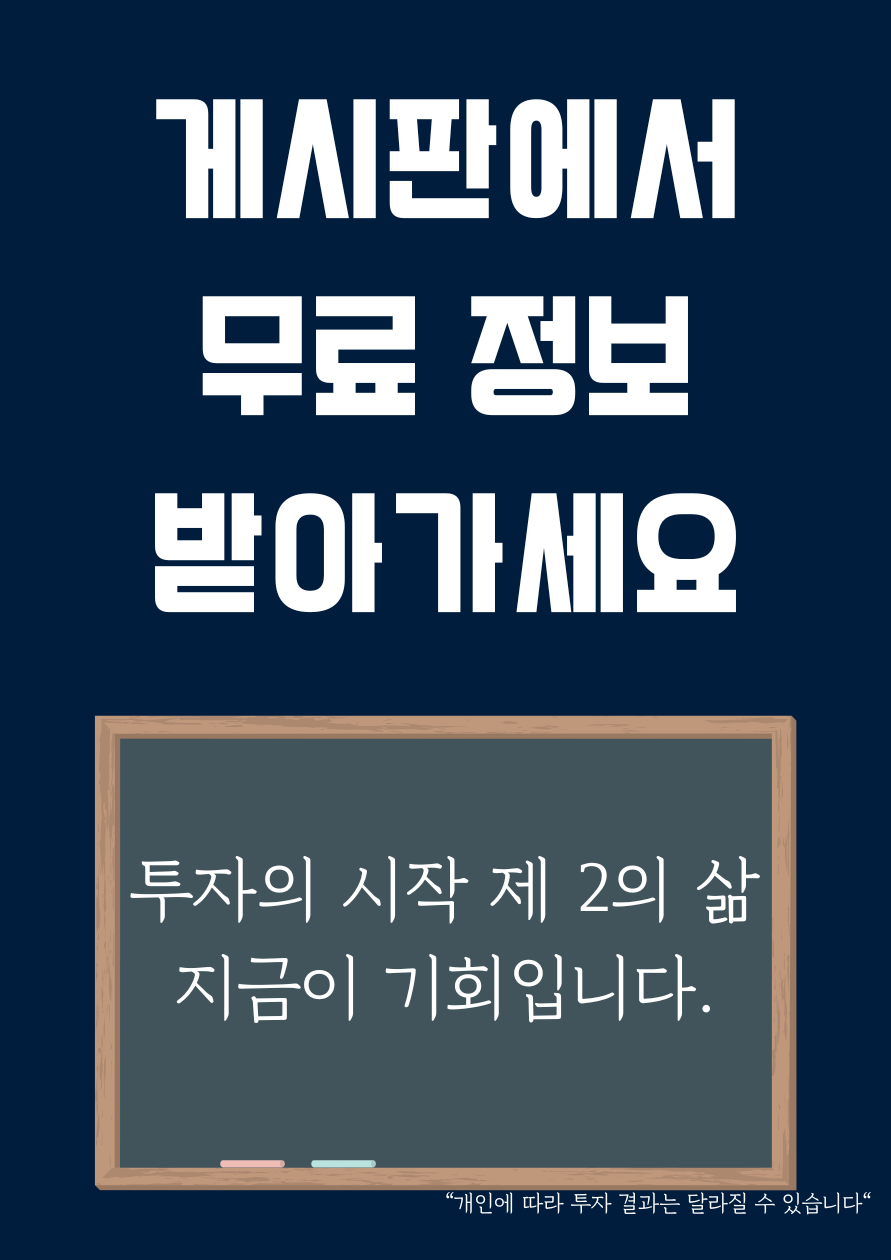 게시판에서
무료 정보
받아가세요
투자의 시작 제 2의 삶
지금이 기회입니다.
“개인에 따라 투자 결과는 달라질 수 있습니다“